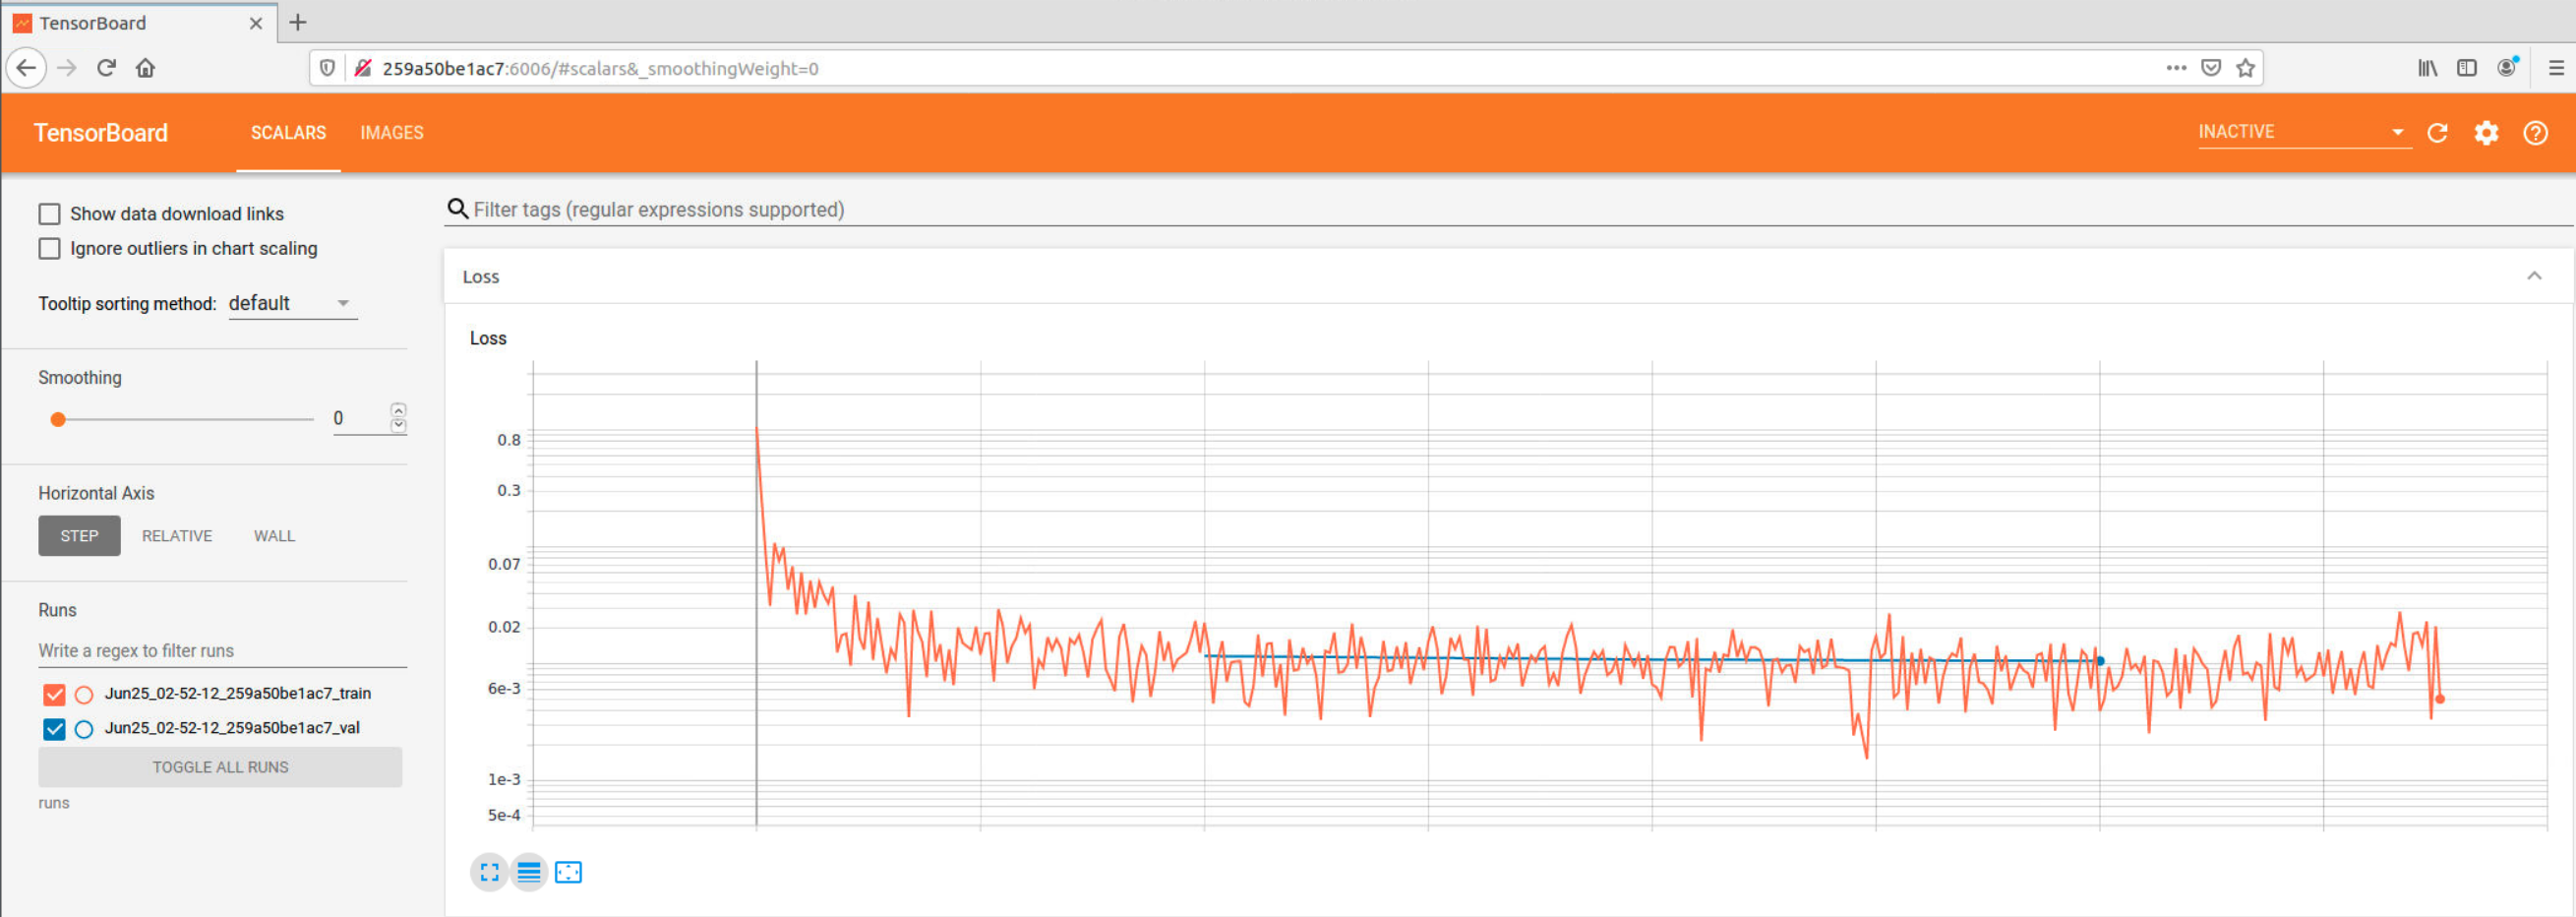 TensorBoard
259a50be1ac7:6006/#scalars&_smoothingWeight=0
TensorBoard SCALARS IMAGES INACTIVE
Show data download links
Ignore outliers in chart scaling
Tooltip sorting method: default
Smoothing
0
Horizontal Axis
STEP RELATIVE WALL
Runs
Write a regex to filter runs
Jun25_02-52-12_259a50be1ac7_train
Jun25_02-52-12_259a50be1ac7_val
TOGGLE ALL RUNS
runs
Filter tags (regular expressions supported)
Loss
Loss
0.8
0.3
0.07
0.02
6e-3
1e-3
5e-4